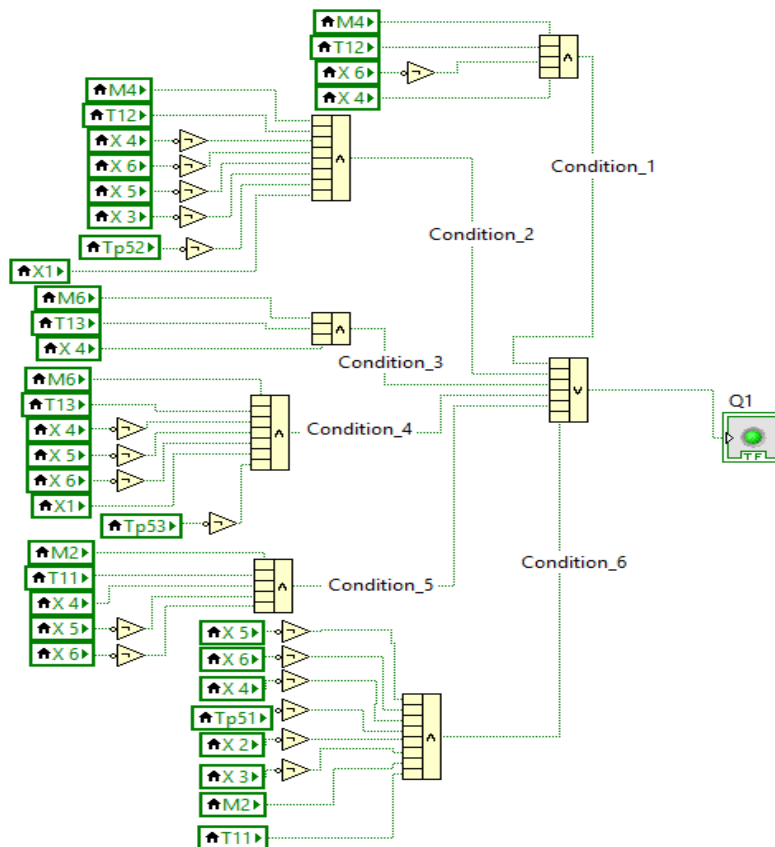 M4
T12
X 6
X 4
Condition_1
M4
T12
X 4
X 6
X 5
X 3
Tp52
X1
Condition_2
M6
T13
X 4
Condition_3
M6
T13
X 4
X 5
X 6
X1
Tp53
Condition_4
Q1
TF
M2
T11
X 4
X 5
X 6
Condition_5
Condition_6
X 5
X 6
X 4
Tp51
X 2
X 3
M2
T11